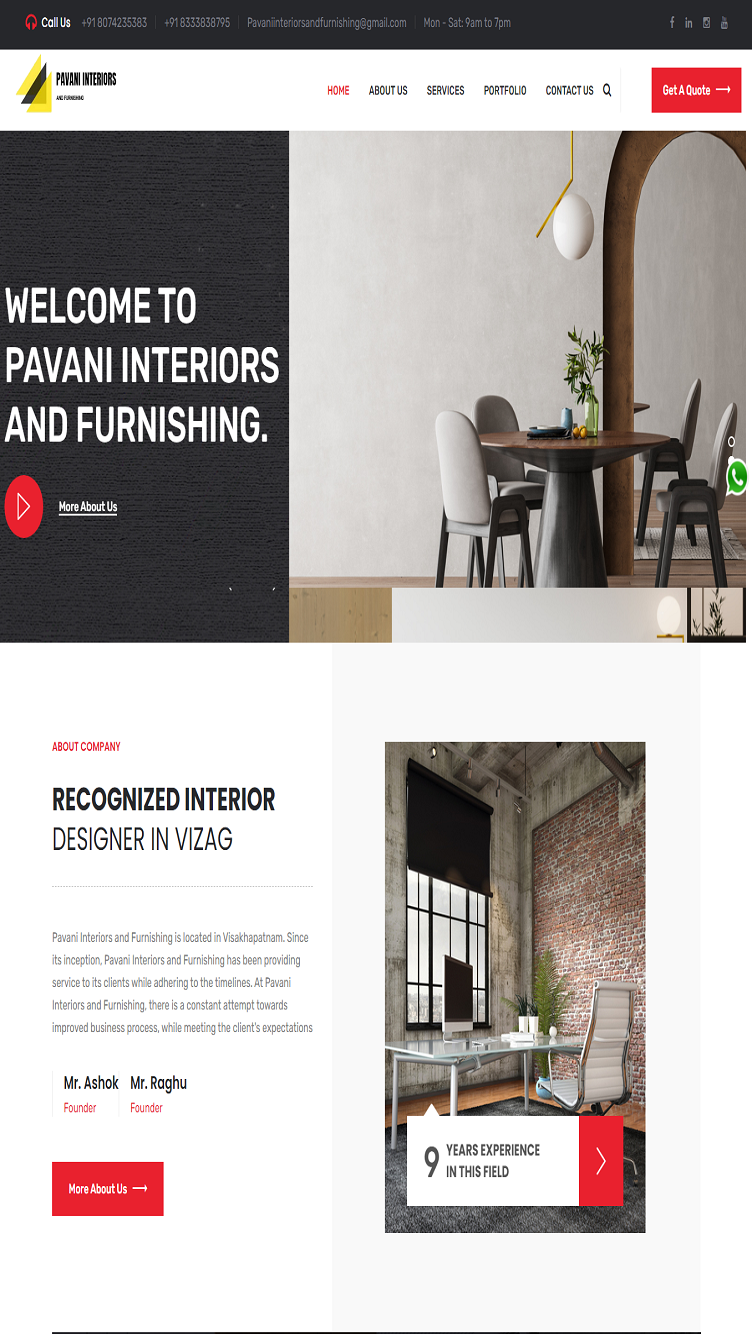 Call Us +91 8074235383 +91 8333838795 Pavaniinteriorsandfurnishing@gmail.com Mon - Sat: 9am to 7pm
PAVANI INTERIORS
AND FURNISHING
HOME ABOUT US SERVICES PORTFOLIO CONTACT US
Get A Quote
WELCOME TO
PAVANI INTERIORS
AND FURNISHING.
More About Us
ABOUT COMPANY
RECOGNIZED INTERIOR
DESIGNER IN VIZAG
Pavani Interiors and Furnishing is located in Visakhapatnam. Since
its inception, Pavani Interiors and Furnishing has been providing
service to its clients while adhering to the timelines. At Pavani
Interiors and Furnishing, there is a constant attempt towards
improved business process, while meeting the client's expectations
Mr. Ashok Mr. Raghu
Founder Founder
More About Us
9 YEARS EXPERIENCE
IN THIS FIELD